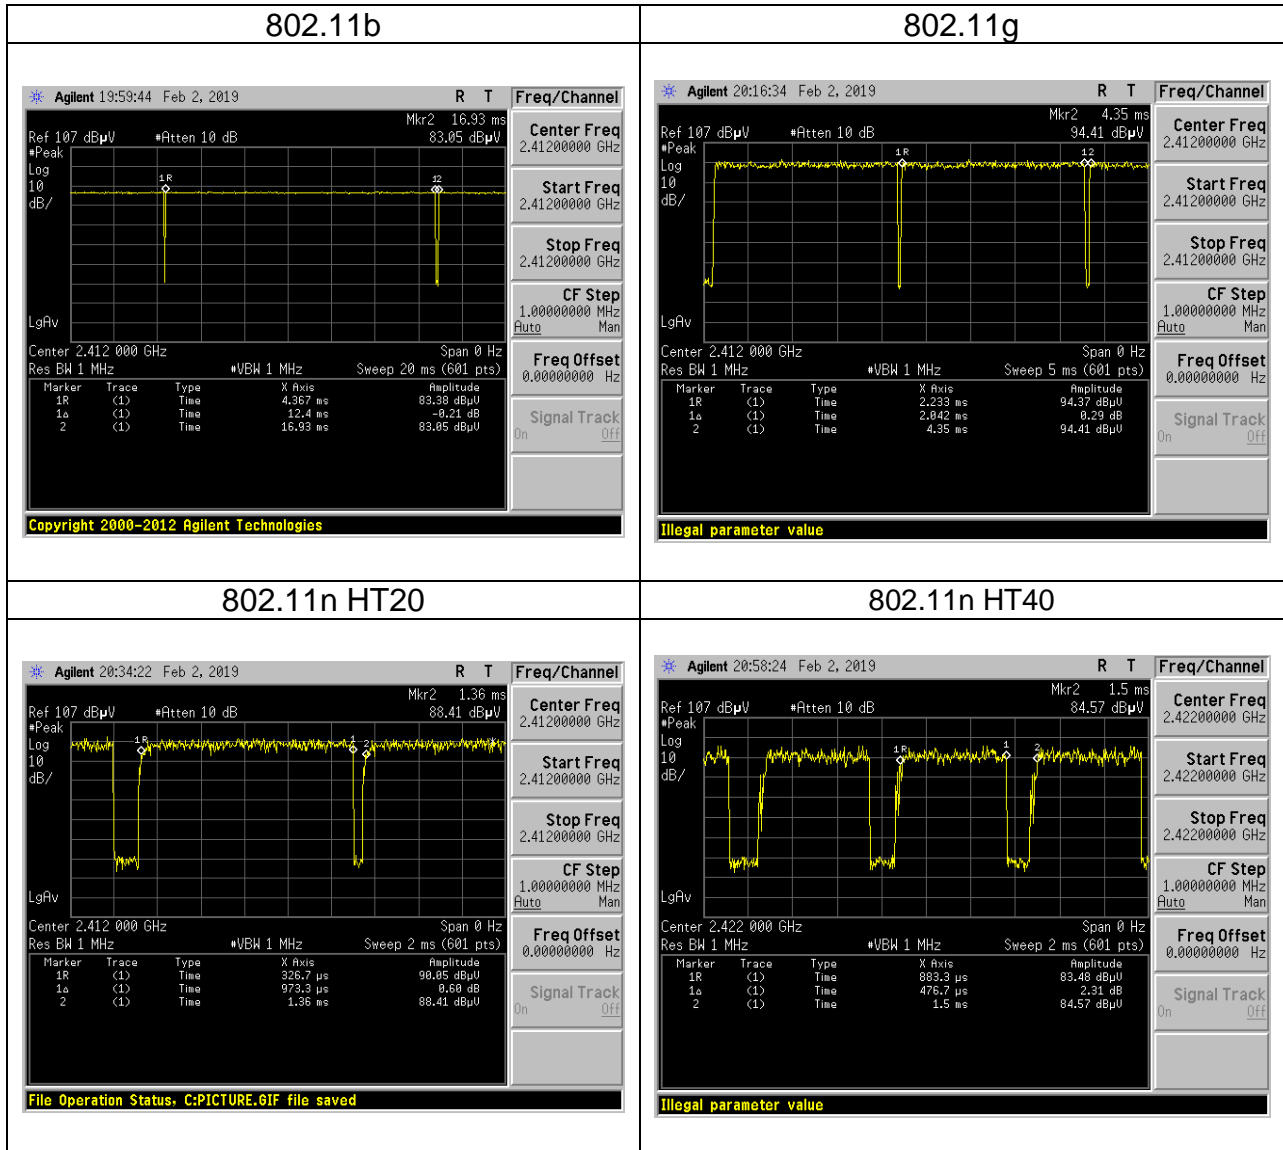 802.11b
802.11g
Agilent 19:59:44 Feb 2, 2019 R T
Freq/Channel
Mkr2 16.93 ms
Ref 107 dBµV #Atten 10 dB 83.05 dBµV
#Peak
Log
10
dB/
1R
12
LgAv
Center 2.412 000 GHz Span 0 Hz
Res BW 1 MHz #VBW 1 MHz Sweep 20 ms (601 pts)
Marker Trace Type X Axis Amplitude
1R (1) Time 4.367 ms 83.38 dBµV
1Δ (1) Time 12.4 ms -0.21 dB
2 (1) Time 16.93 ms 83.05 dBµV
Center Freq
2.41200000 GHz
Start Freq
2.41200000 GHz
Stop Freq
2.41200000 GHz
CF Step
1.00000000 MHz
Auto Man
Freq Offset
0.00000000 Hz
Signal Track
On Off
Copyright 2000-2012 Agilent Technologies
Agilent 20:16:34 Feb 2, 2019 R T
Freq/Channel
Mkr2 4.35 ms
Ref 107 dBµV #Atten 10 dB 94.41 dBµV
#Peak
Log
10
dB/
1R
12
LgAv
Center 2.412 000 GHz Span 0 Hz
Res BW 1 MHz #VBW 1 MHz Sweep 5 ms (601 pts)
Marker Trace Type X Axis Amplitude
1R (1) Time 2.233 ms 94.37 dBµV
1Δ (1) Time 2.042 ms 0.29 dB
2 (1) Time 4.35 ms 94.41 dBµV
Center Freq
2.41200000 GHz
Start Freq
2.41200000 GHz
Stop Freq
2.41200000 GHz
CF Step
1.00000000 MHz
Auto Man
Freq Offset
0.00000000 Hz
Signal Track
On Off
Illegal parameter value
802.11n HT20
802.11n HT40
Agilent 20:34:22 Feb 2, 2019 R T
Freq/Channel
Mkr2 1.36 ms
Ref 107 dBµV #Atten 10 dB 88.41 dBµV
#Peak
Log
10
dB/
1R
1
2
LgAv
Center 2.412 000 GHz Span 0 Hz
Res BW 1 MHz #VBW 1 MHz Sweep 2 ms (601 pts)
Marker Trace Type X Axis Amplitude
1R (1) Time 326.7 µs 90.05 dBµV
1Δ (1) Time 973.3 µs 0.60 dB
2 (1) Time 1.36 ms 88.41 dBµV
Center Freq
2.41200000 GHz
Start Freq
2.41200000 GHz
Stop Freq
2.41200000 GHz
CF Step
1.00000000 MHz
Auto Man
Freq Offset
0.00000000 Hz
Signal Track
On Off
File Operation Status, C:PICTURE.GIF file saved
Agilent 20:58:24 Feb 2, 2019 R T
Freq/Channel
Mkr2 1.5 ms
Ref 107 dBµV #Atten 10 dB 84.57 dBµV
#Peak
Log
10
dB/
1R
1
2
LgAv
Center 2.422 000 GHz Span 0 Hz
Res BW 1 MHz #VBW 1 MHz Sweep 2 ms (601 pts)
Marker Trace Type X Axis Amplitude
1R (1) Time 883.3 µs 83.48 dBµV
1Δ (1) Time 476.7 µs 2.31 dB
2 (1) Time 1.5 ms 84.57 dBµV
Center Freq
2.42200000 GHz
Start Freq
2.42200000 GHz
Stop Freq
2.42200000 GHz
CF Step
1.00000000 MHz
Auto Man
Freq Offset
0.00000000 Hz
Signal Track
On Off
Illegal parameter value